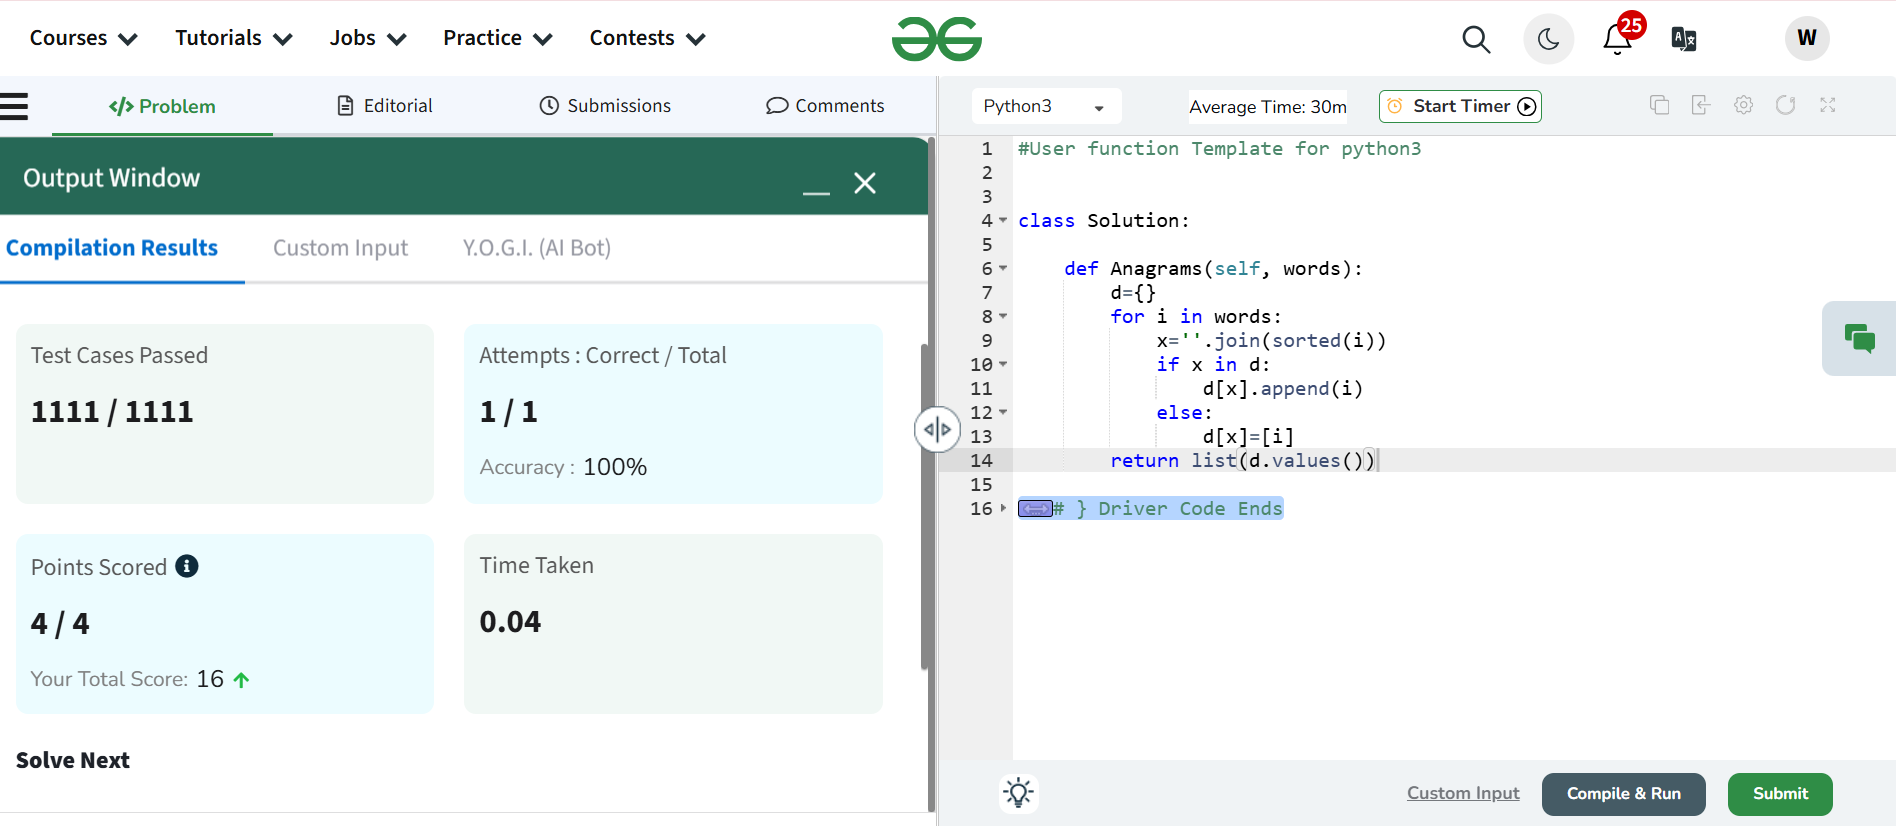 Courses Tutorials Jobs Practice Contests 25 W
Problem Editorial Submissions Comments
Output Window
Compilation Results Custom Input Y.O.G.I. (AI Bot)
Test Cases Passed
1111 / 1111
Attempts : Correct / Total
1 / 1
Accuracy : 100%
Points Scored
4 / 4
Your Total Score: 16
Time Taken
0.04
Solve Next
Python3 Average Time: 30m Start Timer
1 #User function Template for python3
2
3
4 class Solution:
5
6     def Anagrams(self, words):
7         d={}
8         for i in words:
9             x=''.join(sorted(i))
10             if x in d:
11                 d[x].append(i)
12             else:
13                 d[x]=[i]
14         return list(d.values())
15
16 # } Driver Code Ends
Custom Input Compile & Run Submit